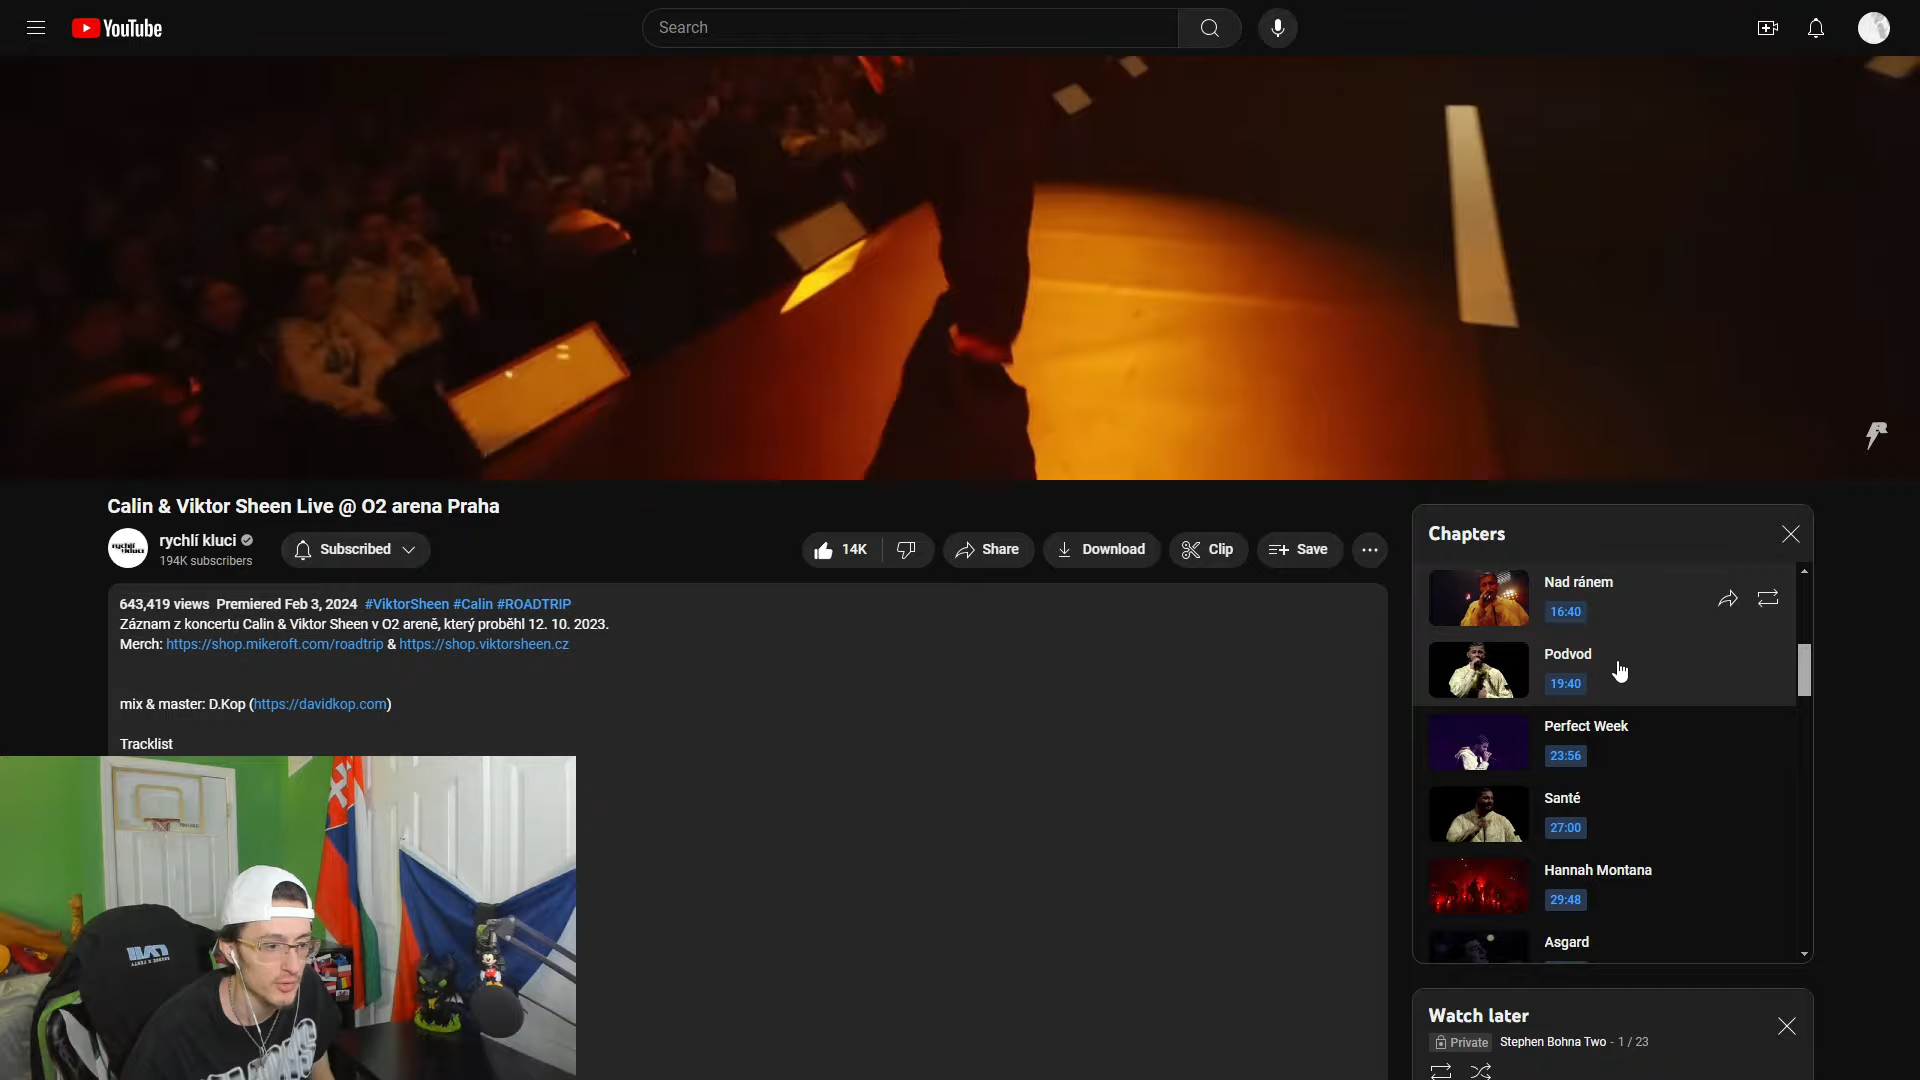 YouTube
Search
Calin & Viktor Sheen Live @ O2 arena Praha
rychlí kluci
194K subscribers
Subscribed
14K
Share
Download
Clip
Save
643,419 views Premiered Feb 3, 2024 #ViktorSheen #Calin #ROADTRIP
Záznam z koncertu Calin & Viktor Sheen v O2 areně, který proběhl 12. 10. 2023.
Merch: https://shop.mikeroft.com/roadtrip & https://shop.viktorsheen.cz
mix & master: D.Kop (https://davidkop.com)
Tracklist
Chapters
Nad ránem
16:40
Podvod
19:40
Perfect Week
23:56
Santé
27:00
Hannah Montana
29:48
Asgard
Watch later
Private Stephen Bohna Two - 1 / 23